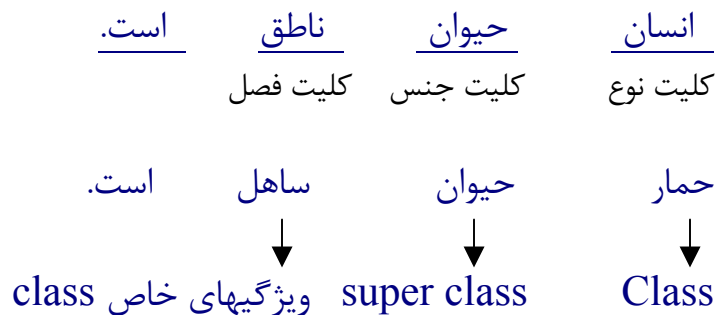 انسان حیوان ناطق است.
کلیت نوع کلیت جنس کلیت فصل
حمار حیوان ساهل است.
Class super class ویژگیهای خاص class